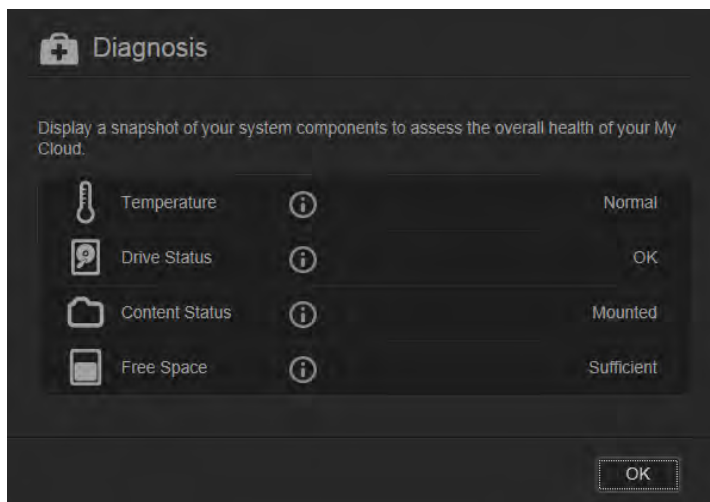 Diagnosis
Display a snapshot of your system components to assess the overall health of your My
Cloud.
Temperature Normal
Drive Status OK
Content Status Mounted
Free Space Sufficient
OK